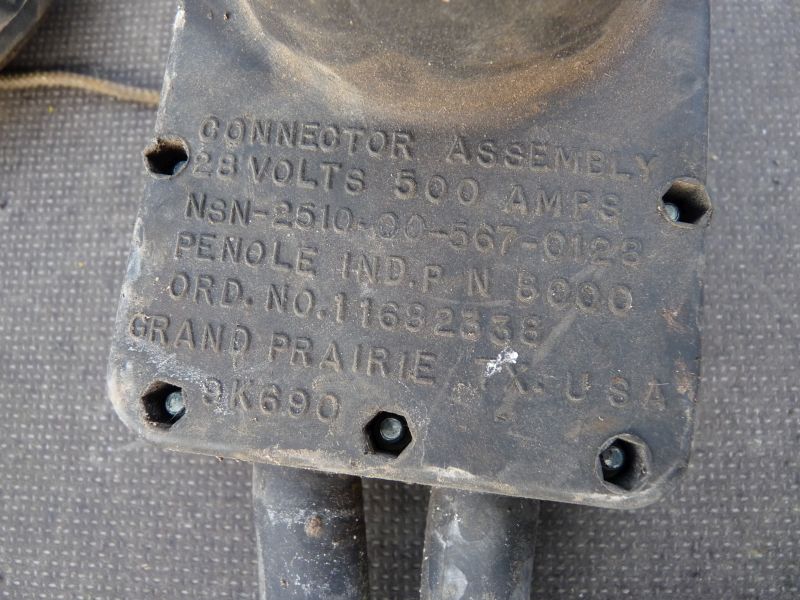 CONNECTOR ASSEMBLY
28 VOLTS 500 AMPS
NSN-2510-00-567-0128
PENOLE IND. P N 8000
ORD. NO. 11682338
GRAND PRAIRIE, TX. USA
9K690